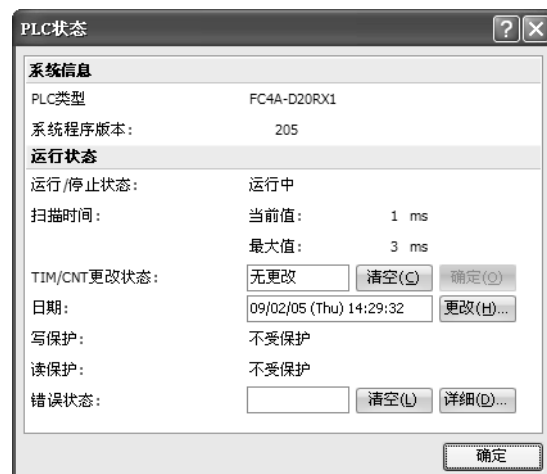 PLC状态
系统信息
PLC类型 FC4A-D20RX1
系统程序版本: 205
运行状态
运行/停止状态: 运行中
扫描时间: 当前值: 1 ms
最大值: 3 ms
TIM/CNT更改状态: 无更改 清空(C) 确定(O)
日期: 09/02/05 (Thu) 14:29:32 更改(H)...
写保护: 不受保护
读保护: 不受保护
错误状态: 清空(L) 详细(D)...
确定